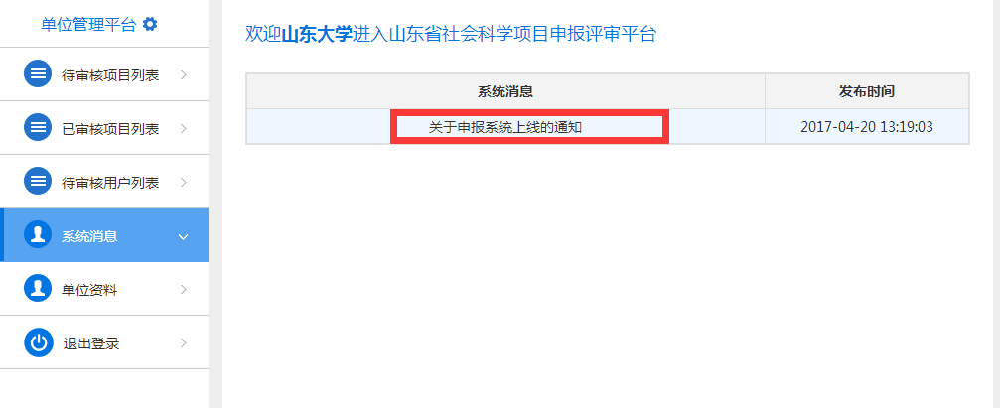 单位管理平台
待审核项目列表
已审核项目列表
待审核用户列表
系统消息
单位资料
退出登录
欢迎山东大学进入山东省社会科学项目申报评审平台
系统消息 发布时间
关于申报系统上线的通知 2017-04-20 13:19:03